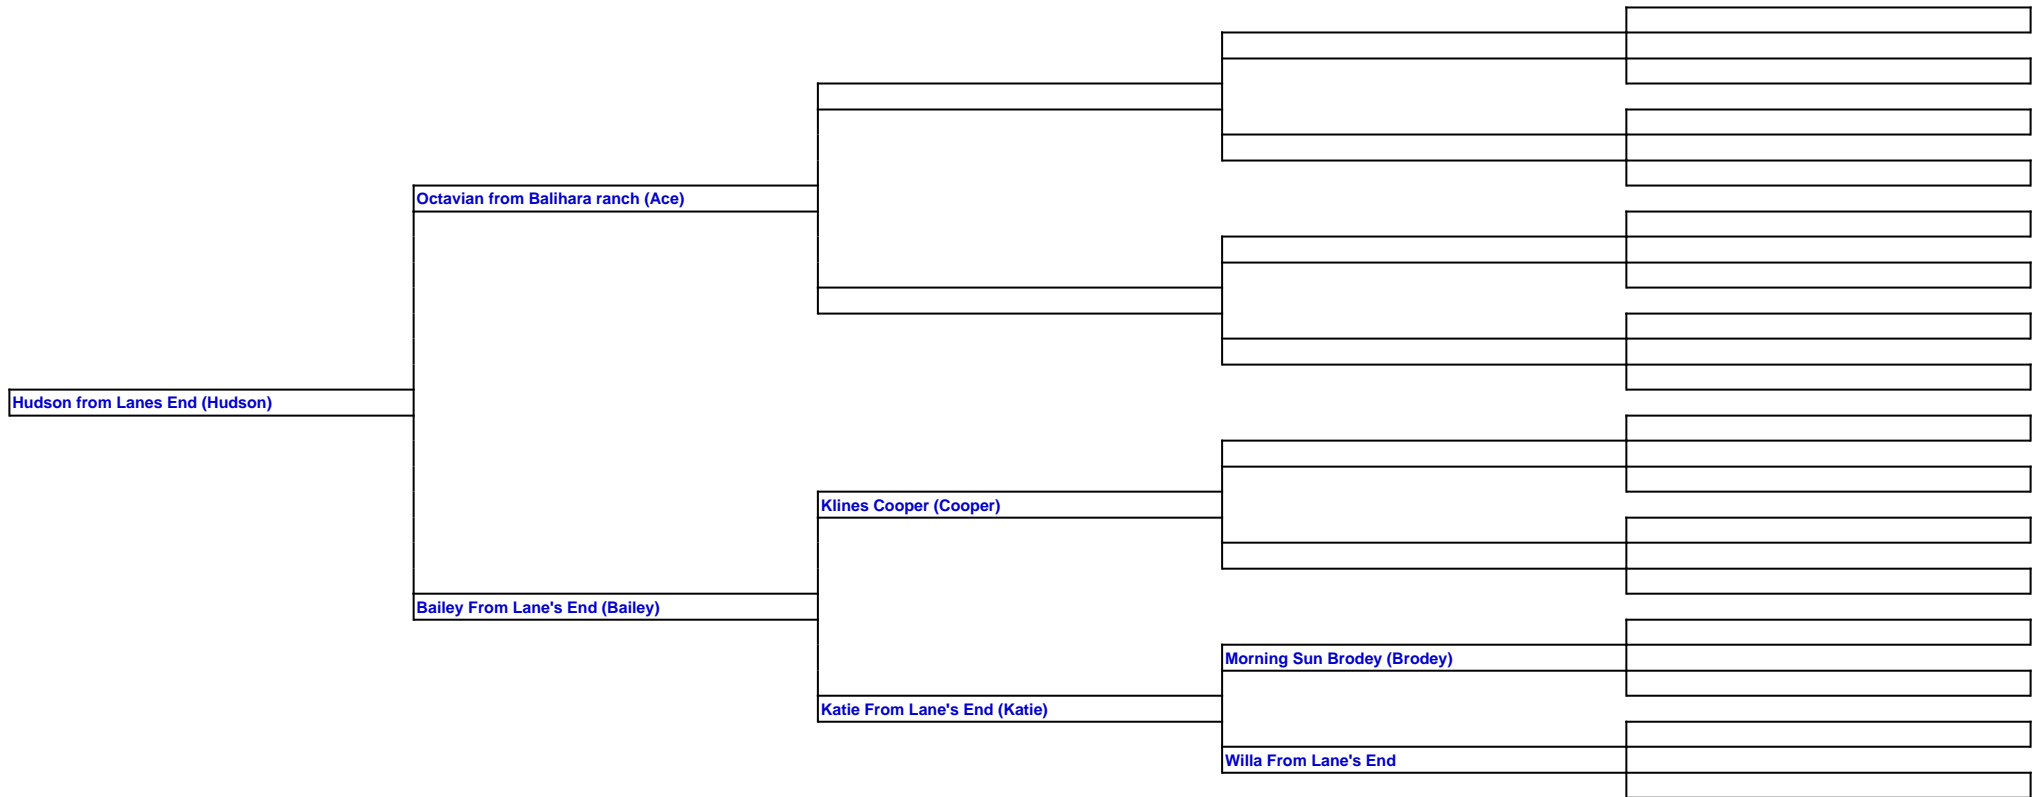 Octavian from Balihara ranch (Ace)
Hudson from Lanes End (Hudson)
Klines Cooper (Cooper)
Bailey From Lane's End (Bailey)
Morning Sun Brodey (Brodey)
Katie From Lane's End (Katie)
Willa From Lane's End